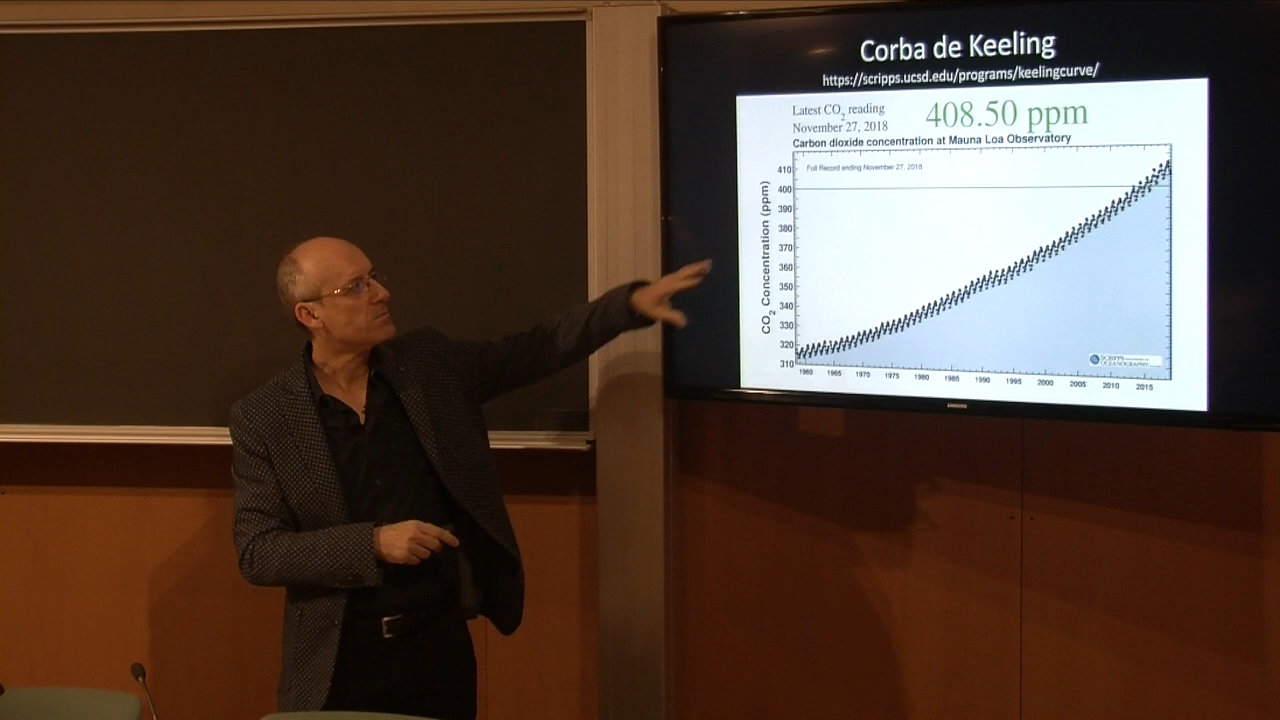 Corba de Keeling
https://scripps.ucsd.edu/programs/keelingcurve/
Latest CO2 reading
November 27, 2018
408.50 ppm
Carbon dioxide concentration at Mauna Loa Observatory
Full Record ending November 27, 2018
CO2 Concentration (ppm)
410
400
390
380
370
360
350
340
330
320
310
1960 1965 1970 1975 1980 1985 1990 1995 2000 2005 2010 2015
SCRIPPS
OCEANOGRAPHY